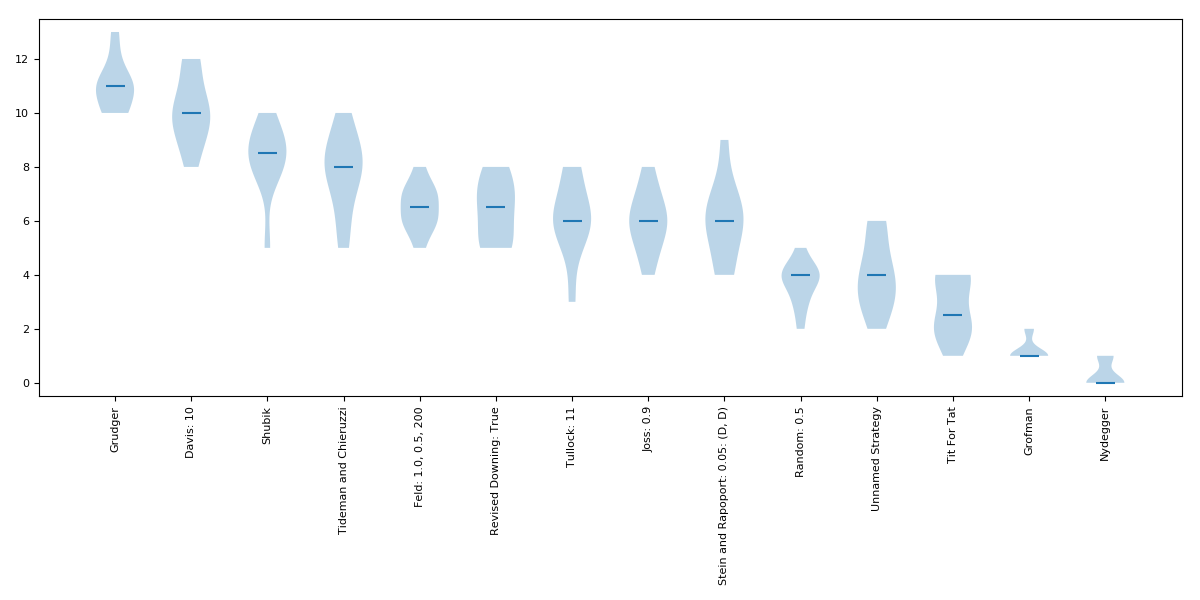 12
10
8
6
4
2
0
Grudger
Davis: 10
Shubik
Tideman and Chieruzzi
Feld: 1.0, 0.5, 200
Revised Downing: True
Tullock: 11
Joss: 0.9
Stein and Rapoport: 0.05: (D, D)
Random: 0.5
Unnamed Strategy
Tit For Tat
Grofman
Nydegger